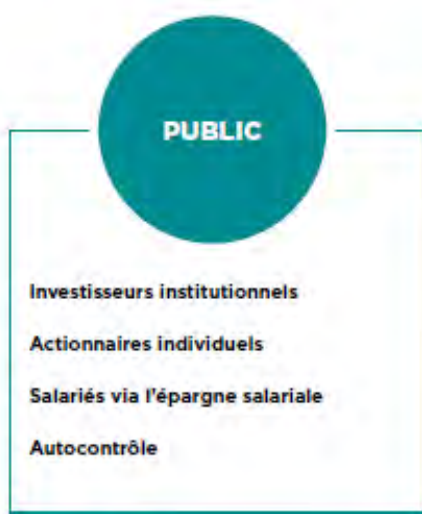 PUBLIC
Investisseurs institutionnels
Actionnaires individuels
Salariés via l'épargne salariale
Autocontrôle